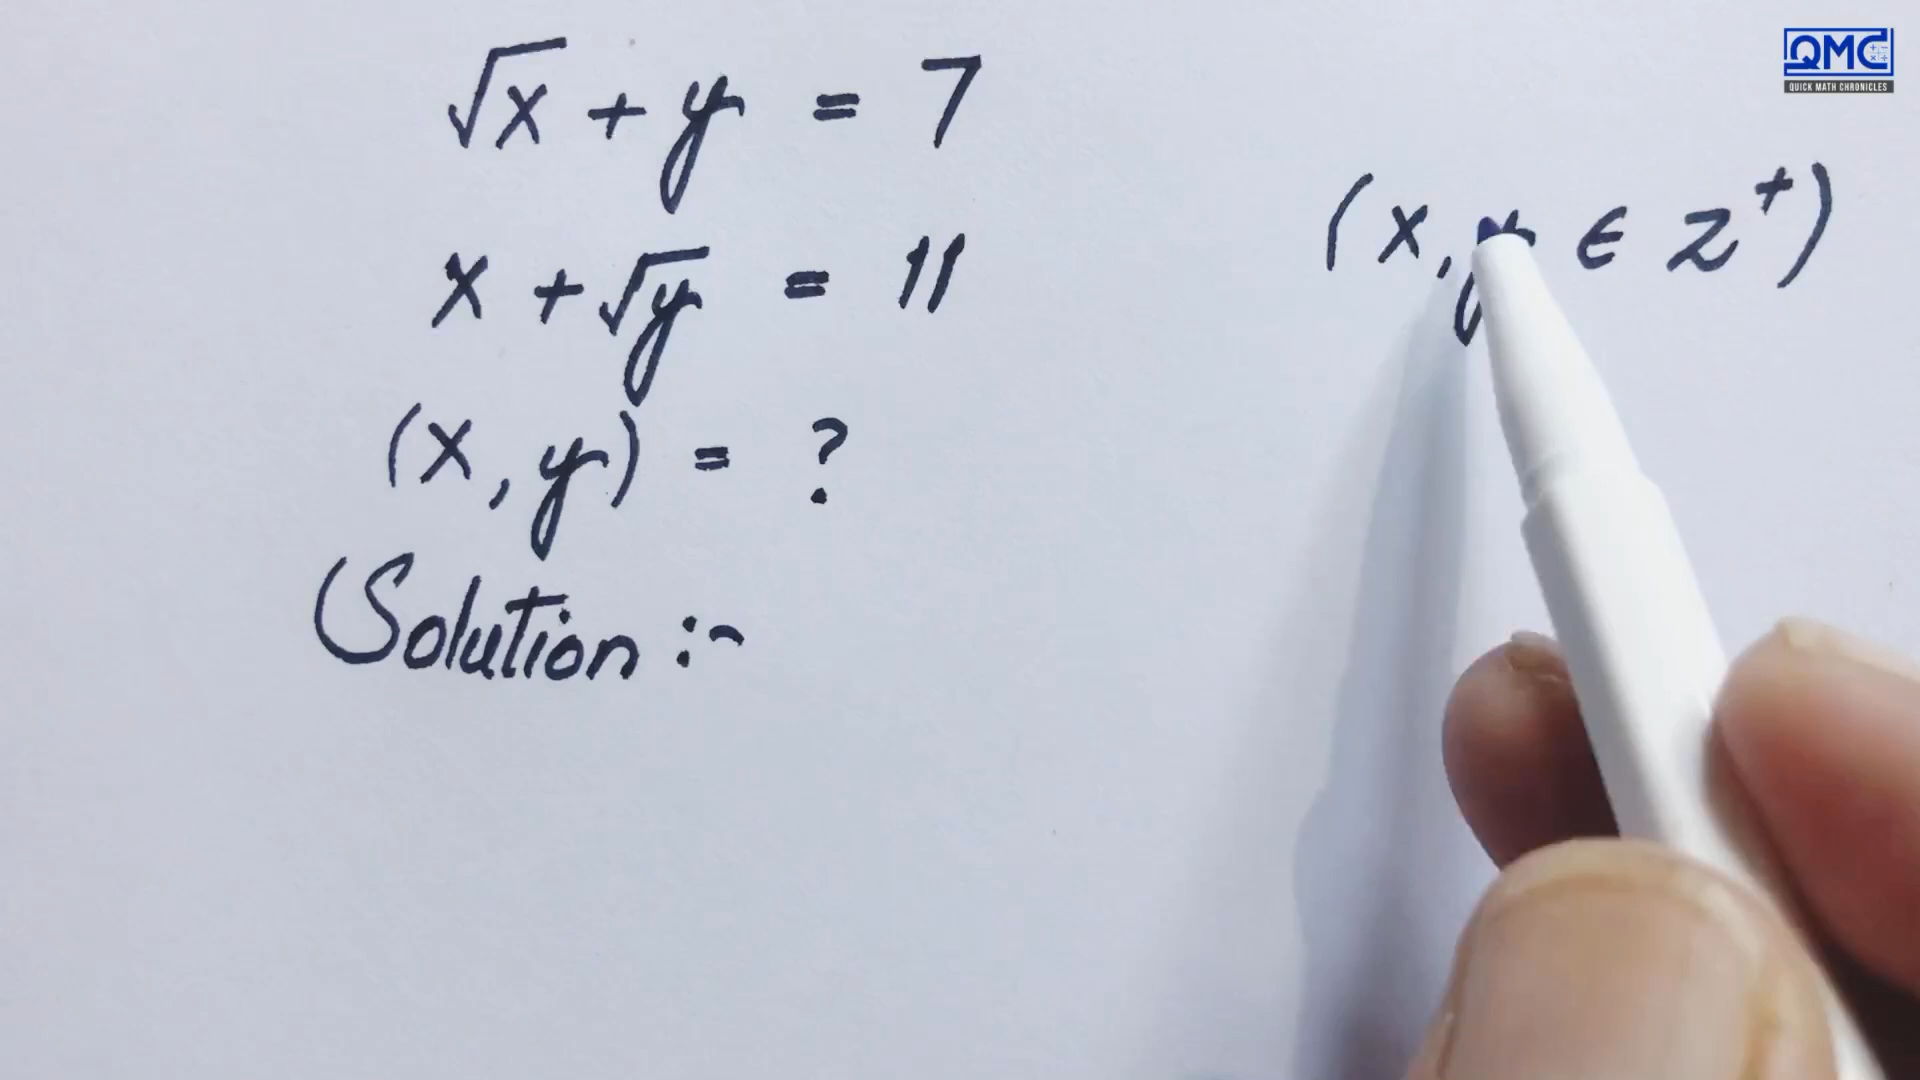 √x + y = 7
x + √y = 11
(x, y) = ?
Solution :-
(x, y ∈ Z⁺)
QMC
QUICK MATH CHRONICLES